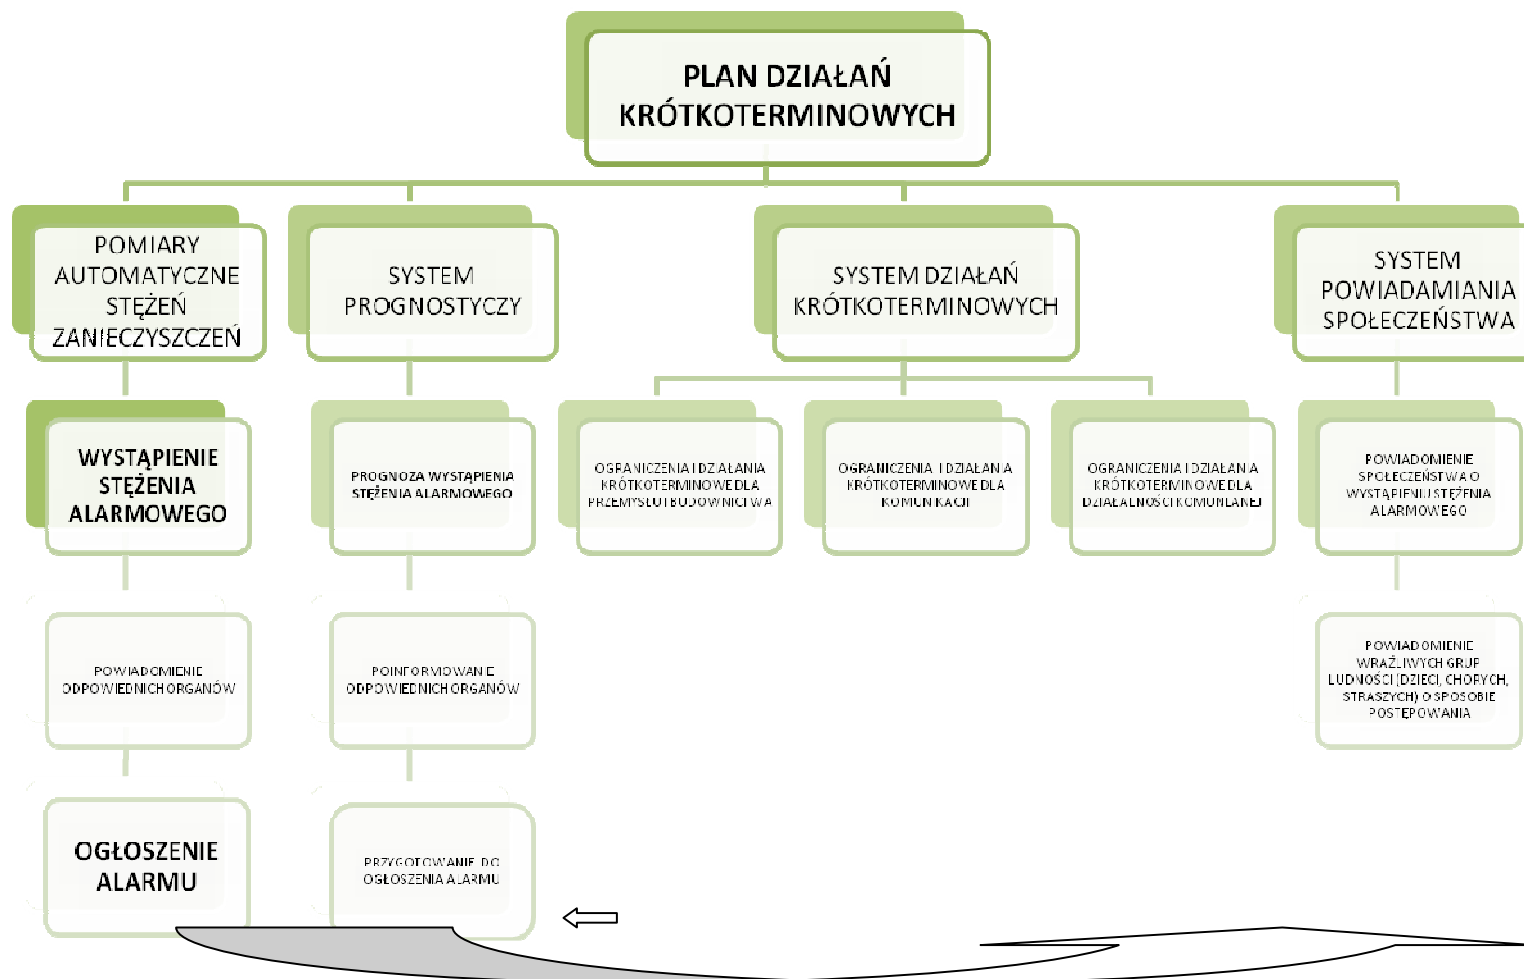 PLAN DZIAŁAŃ
KRÓTKOTERMINOWYCH
POMIARY
AUTOMATYCZNE
STĘŻEŃ
ZANIECZYSZCZEŃ
SYSTEM
PROGNOSTYCZY
SYSTEM DZIAŁAŃ
KRÓTKOTERMINOWYCH
SYSTEM
POWIADAMIANIA
SPOŁECZEŃSTWA
WYSTĄPIENIE
STĘŻENIA
ALARMOWEGO
PROGNOZA WYSTĄPIENIA
STĘŻENIA ALARMOWEGO
OGRANICZENIA I DZIAŁANIA
KRÓTKOTERMINOWE DLA
PRZEMYSŁU I BUDOWNICTWA
OGRANICZENIA I DZIAŁANIA
KRÓTKOTERMINOWE DLA
KOMUNIKACJI
OGRANICZENIA I DZIAŁANIA
KRÓTKOTERMINOWE DLA
DZIAŁALNOŚCI KOMUNLANEJ
POWIADOMIENIE
SPOŁECZEŃSTWA O
WYSTĄPIENIU STĘŻENIA
ALARMOWEGO
POWIADOMIENIE
ODPOWIEDNICH ORGANÓW
POINFORMOWANIE
ODPOWIEDNICH ORGANÓW
POWIADOMIENIE
WRAŻLIWYCH GRUP
LUDNOŚCI (DZIECI, CHORYCH,
STRASZYCH) O SPOSOBIE
POSTĘPOWANIA
OGŁOSZENIE
ALARMU
PRZYGOTOWANIE DO
OGŁOSZENIA ALARMU